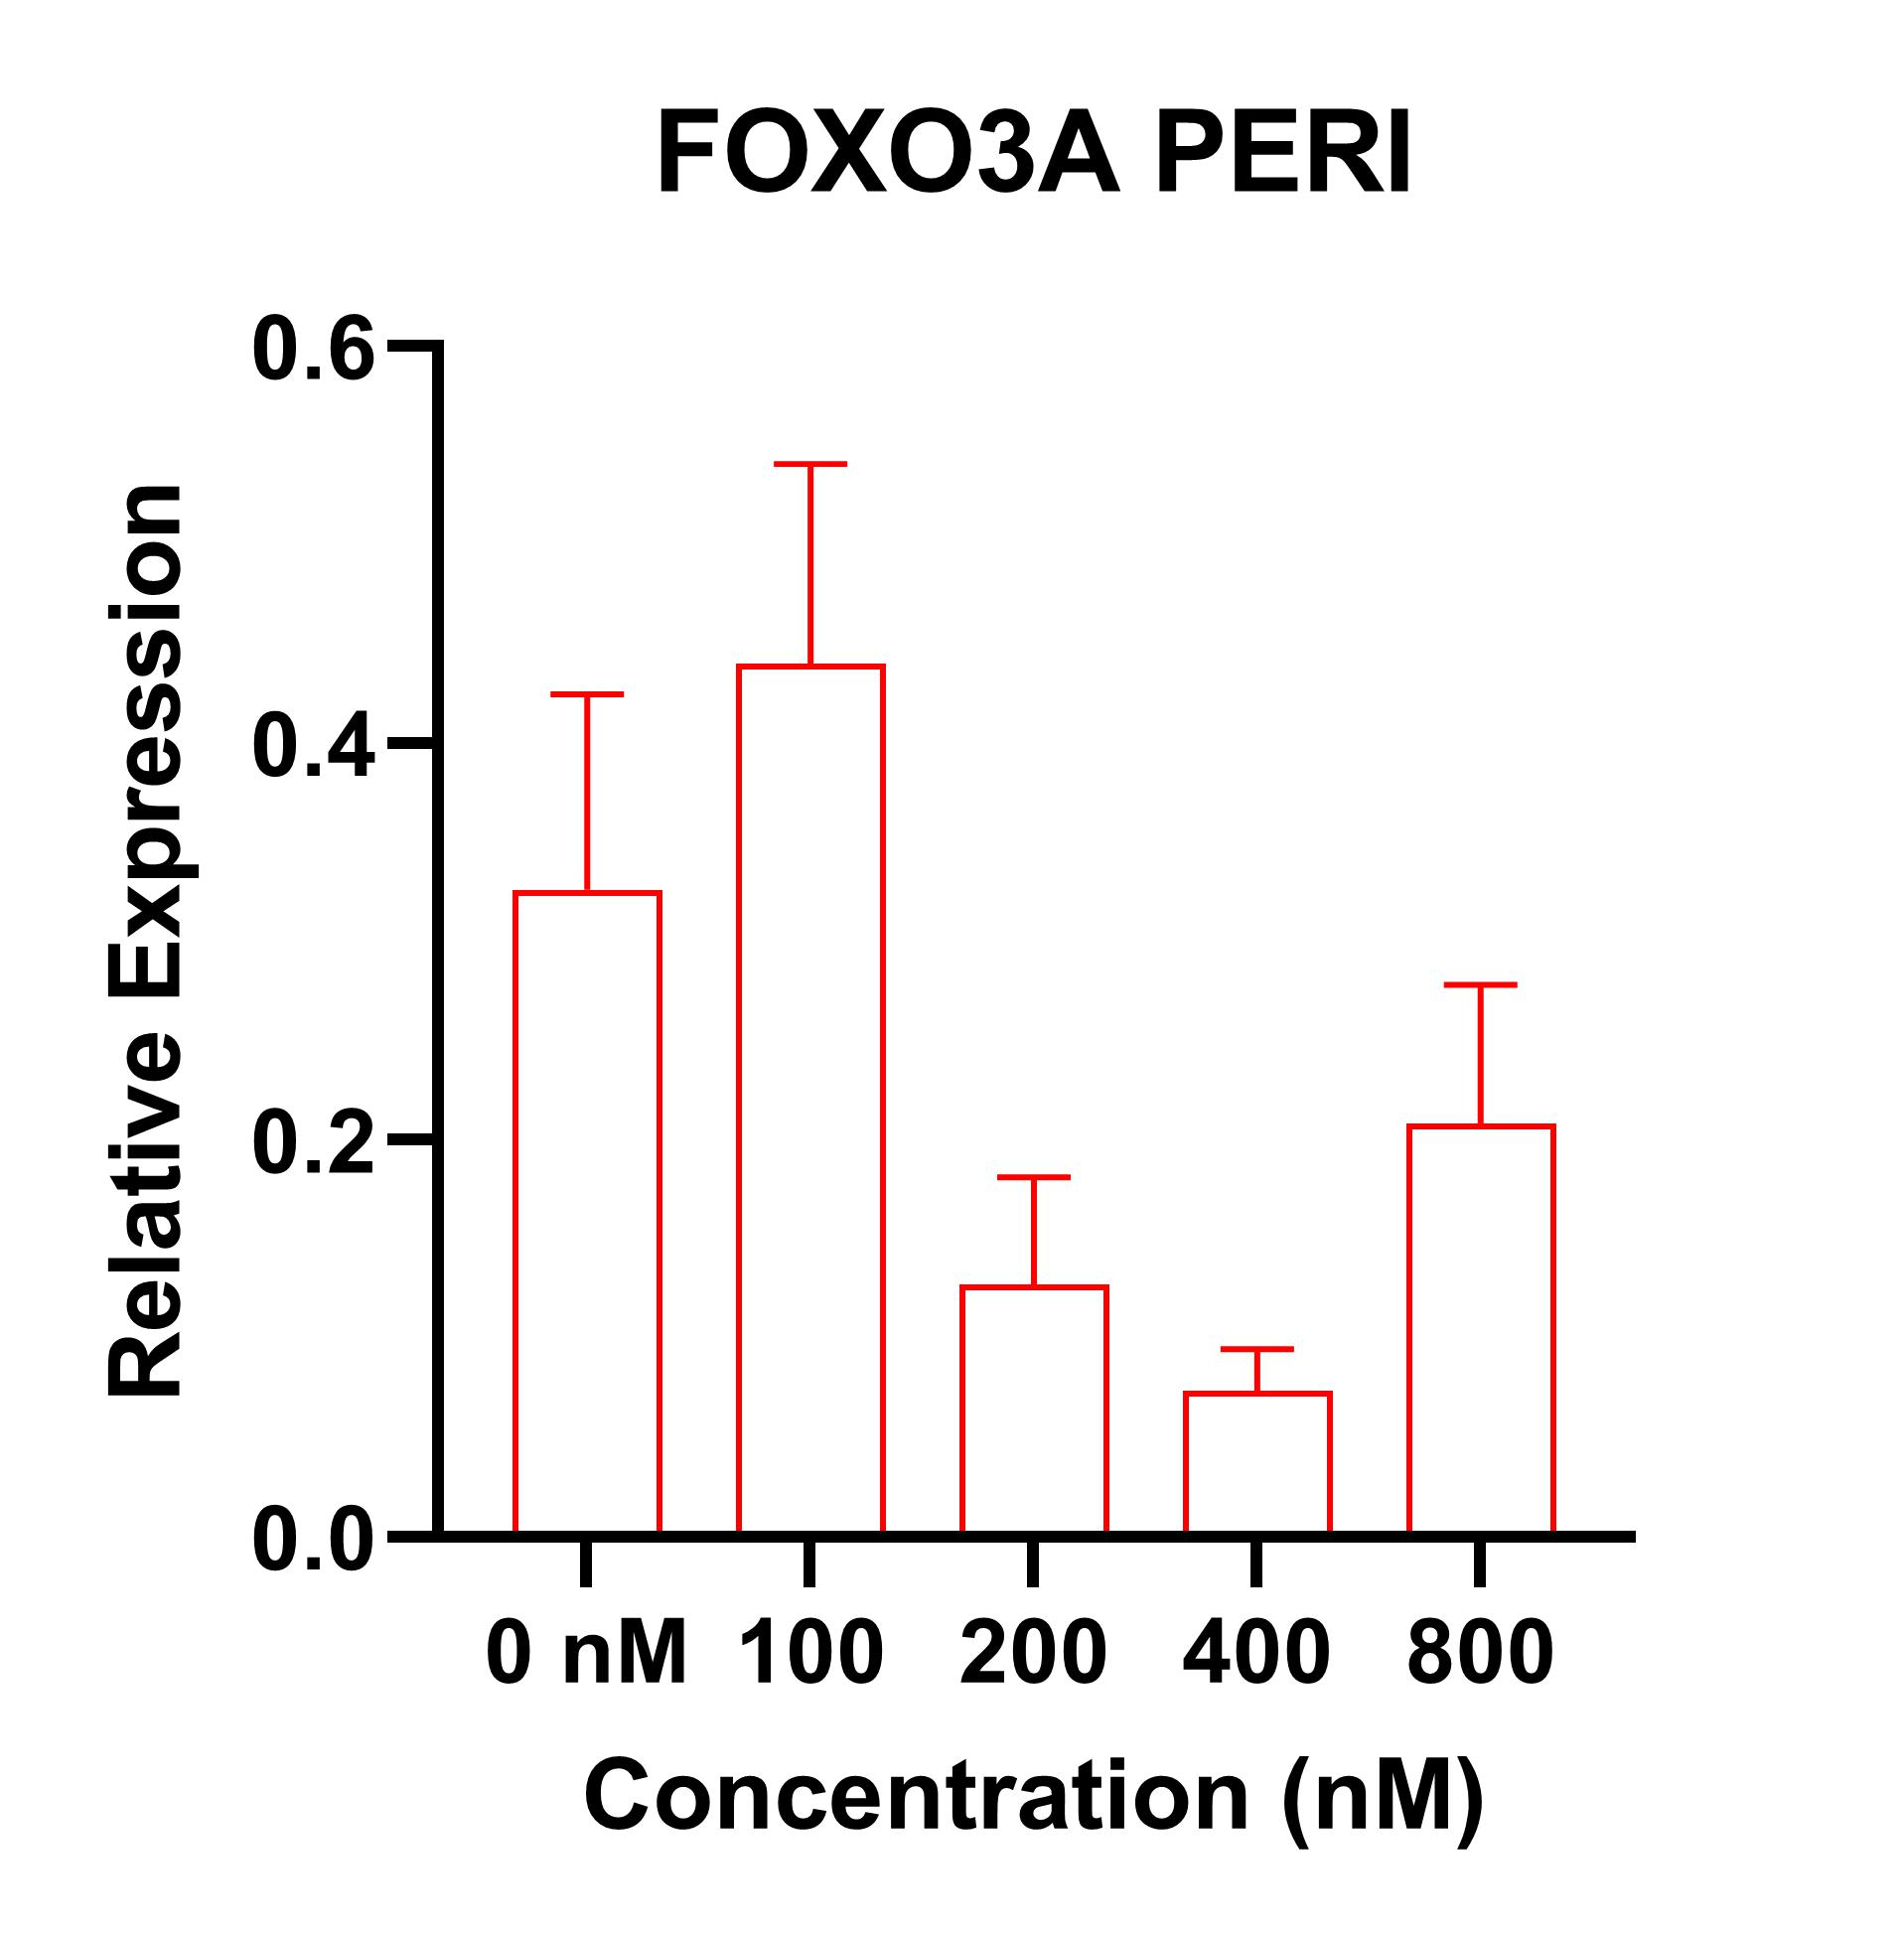 FOXO3A PERI
0.6
0.4
0.2
0.0
Relative Expression
0 nM 100 200 400 800
Concentration (nM)